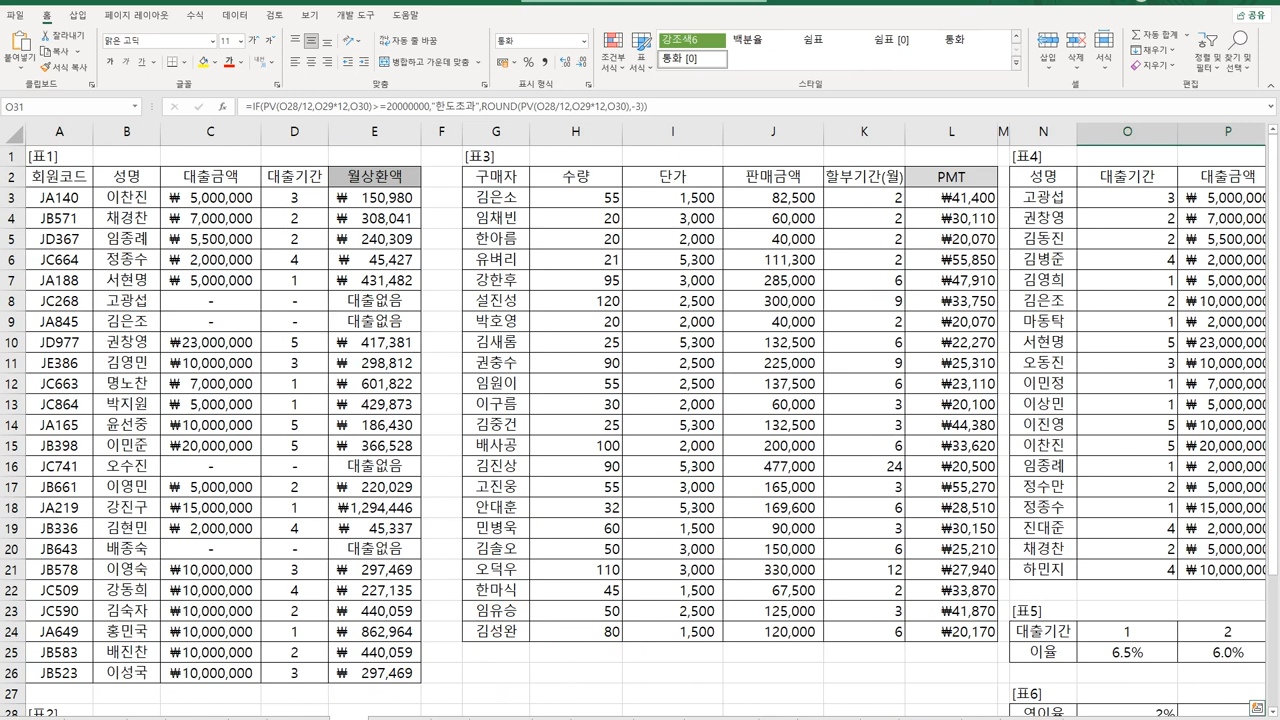 파일 홈 삽입 페이지 레이아웃 수식 데이터 검토 보기 개발 도구 도움말 공유
붙여넣기 잘라내기 복사 서식 복사 클립보드
맑은 고딕 11 가 가 가 가 가 가 글꼴
자동 줄 바꿈 병합하고 가운데 맞춤 맞춤
통화 % 표시 형식
조건부 서식 표 서식 강조색6 백분율 쉼표 쉼표 [0] 통화 통화 [0] 스타일
삽입 삭제 서식 셀
자동 합계 채우기 지우기 정렬 및 필터 찾기 및 선택 편집
O31 fx =IF(PV(O28/12,O29*12,O30)>=20000000,"한도초과",ROUND(PV(O28/12,O29*12,O30),-3))
A B C D E F G H I J K L M N O P
1 [표1] [표3] [표4]
2 회원코드 성명 대출금액 대출기간 월상환액 구매자 수량 단가 판매금액 할부기간(월) PMT 성명 대출기간 대출금액
3 JA140 이찬진 ₩ 5,000,000 3 ₩ 150,980 김은소 55 1,500 82,500 2 ₩41,400 고광섭 3 ₩ 5,000,000
4 JB571 채경찬 ₩ 7,000,000 2 ₩ 308,041 임채빈 20 3,000 60,000 2 ₩30,110 권창영 2 ₩ 7,000,000
5 JD367 임종례 ₩ 5,500,000 2 ₩ 240,309 한아름 20 2,000 40,000 2 ₩20,070 김동진 2 ₩ 5,500,000
6 JC664 정종수 ₩ 2,000,000 4 ₩ 45,427 유벼리 21 5,300 111,300 2 ₩55,850 김병준 4 ₩ 2,000,000
7 JA188 서현명 ₩ 5,000,000 1 ₩ 431,482 강한후 95 3,000 285,000 6 ₩47,910 김영희 1 ₩ 5,000,000
8 JC268 고광섭 - - 대출없음 설진성 120 2,500 300,000 9 ₩33,750 김은조 2 ₩ 10,000,000
9 JA845 김은조 - - 대출없음 박호영 20 2,000 40,000 2 ₩20,070 마동탁 1 ₩ 2,000,000
10 JD977 권창영 ₩23,000,000 5 ₩ 417,381 김새롬 25 5,300 132,500 6 ₩22,270 서현명 5 ₩ 23,000,000
11 JE386 김영민 ₩10,000,000 3 ₩ 298,812 권충수 90 2,500 225,000 9 ₩25,310 오동진 3 ₩ 10,000,000
12 JC663 명노찬 ₩ 7,000,000 1 ₩ 601,822 임원이 55 2,500 137,500 6 ₩23,110 이민정 1 ₩ 7,000,000
13 JC864 박지원 ₩ 5,000,000 1 ₩ 429,873 이구름 30 2,000 60,000 3 ₩20,100 이상민 1 ₩ 5,000,000
14 JA165 윤선중 ₩10,000,000 5 ₩ 186,430 김중건 25 5,300 132,500 3 ₩44,380 이진영 5 ₩ 10,000,000
15 JB398 이민준 ₩20,000,000 5 ₩ 366,528 배사공 100 2,000 200,000 6 ₩33,620 이찬진 5 ₩ 20,000,000
16 JC741 오수진 - - 대출없음 김진상 90 5,300 477,000 24 ₩20,500 임종례 1 ₩ 2,000,000
17 JB661 이영민 ₩ 5,000,000 2 ₩ 220,029 고진웅 55 3,000 165,000 3 ₩55,270 정수만 2 ₩ 5,000,000
18 JA219 강진구 ₩15,000,000 1 ₩1,294,446 안대훈 32 5,300 169,600 6 ₩28,510 정종수 1 ₩ 15,000,000
19 JB336 김현민 ₩ 2,000,000 4 ₩ 45,337 민병욱 60 1,500 90,000 3 ₩30,150 진대준 4 ₩ 2,000,000
20 JB643 배종숙 - - 대출없음 김솔오 50 3,000 150,000 6 ₩25,210 채경찬 2 ₩ 5,000,000
21 JB578 이영숙 ₩10,000,000 3 ₩ 297,469 오덕우 110 3,000 330,000 12 ₩27,940 하민지 4 ₩ 10,000,000
22 JC509 강동희 ₩10,000,000 4 ₩ 227,135 한마식 45 1,500 67,500 2 ₩33,870
23 JC590 김숙자 ₩10,000,000 2 ₩ 440,059 임유승 50 2,500 125,000 3 ₩41,870 [표5]
24 JA649 홍민국 ₩10,000,000 1 ₩ 862,964 김성완 80 1,500 120,000 6 ₩20,170 대출기간 1 2
25 JB583 배진찬 ₩10,000,000 2 ₩ 440,059 이율 6.5% 6.0%
26 JB523 이성국 ₩10,000,000 3 ₩ 297,469
27 [표6]
28 [표2] 연이율 2%